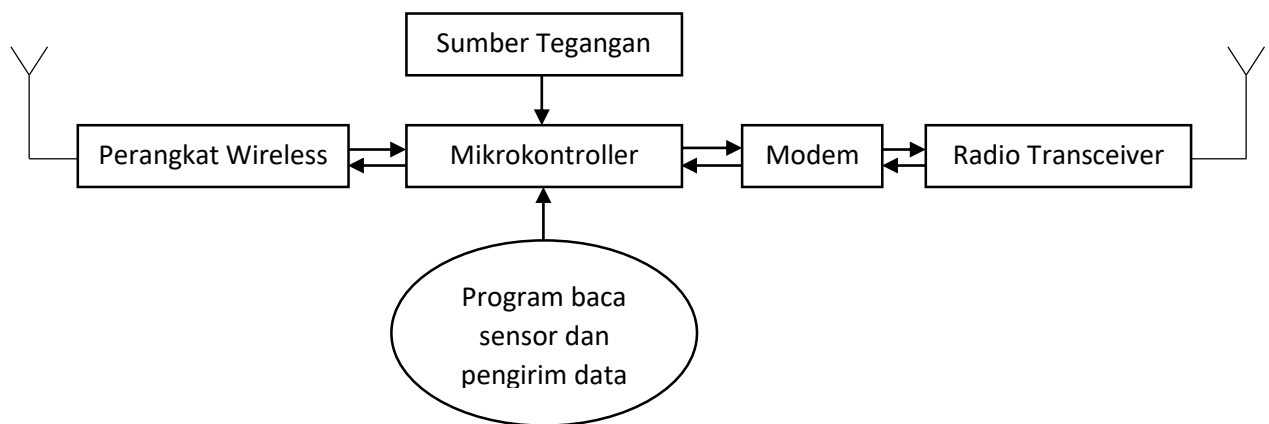 Sumber Tegangan
Perangkat Wireless
Mikrokontroller
Modem
Radio Transceiver
Program baca
sensor dan
pengirim data